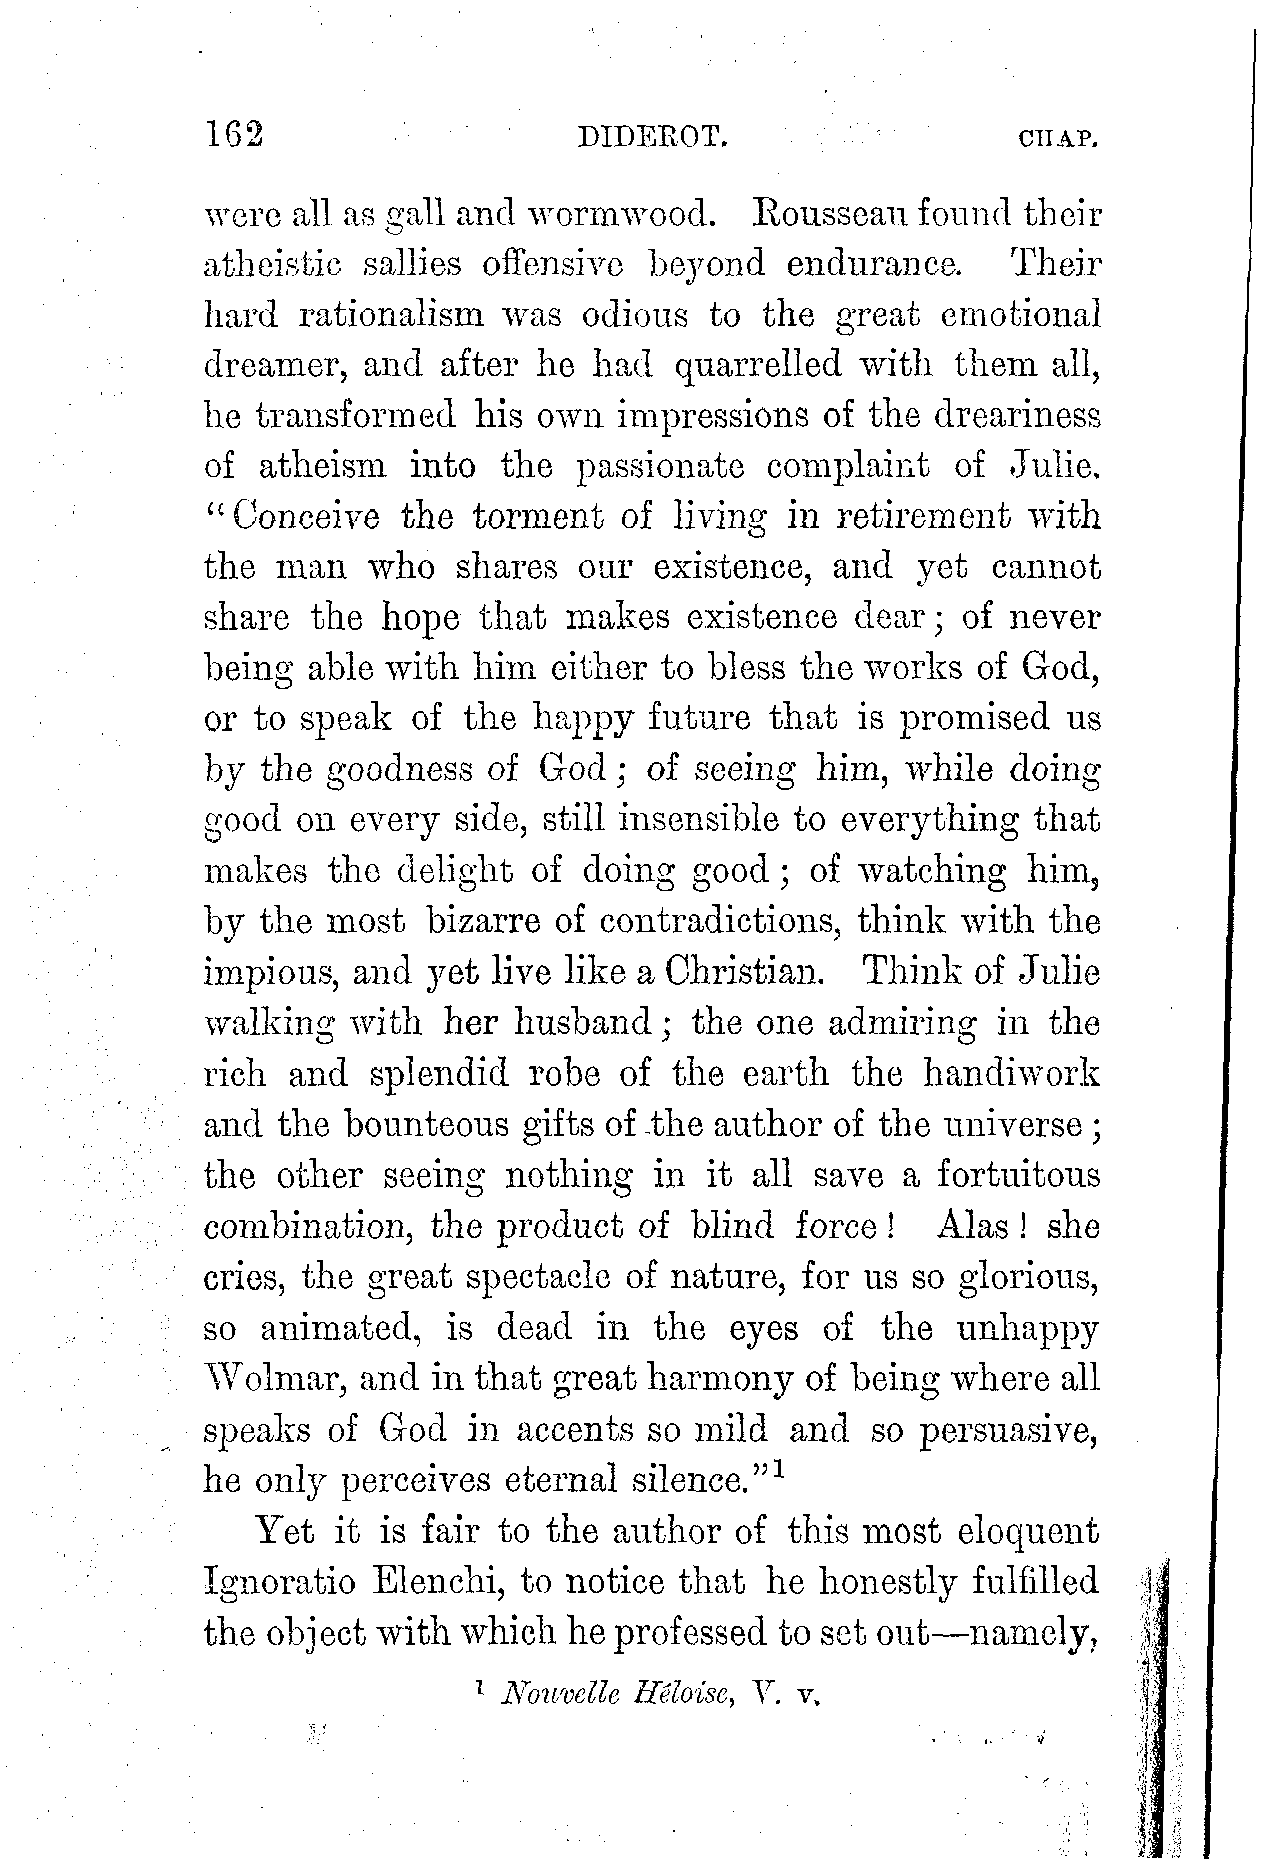 162 DIDEROT. CHAP.
were all as gall and wormwood. Rousseau found their
atheistic sallies offensive beyond endurance. Their
hard rationalism was odious to the great emotional
dreamer, and after he had quarrelled with them all,
he transformed his own impressions of the dreariness
of atheism into the passionate complaint of Julie.
"Conceive the torment of living in retirement with
the man who shares our existence, and yet cannot
share the hope that makes existence dear; of never
being able with him either to bless the works of God,
or to speak of the happy future that is promised us
by the goodness of God; of seeing him, while doing
good on every side, still insensible to everything that
makes the delight of doing good; of watching him,
by the most bizarre of contradictions, think with the
impious, and yet live like a Christian. Think of Julie
walking with her husband; the one admiring in the
rich and splendid robe of the earth the handiwork
and the bounteous gifts of the author of the universe;
the other seeing nothing in it all save a fortuitous
combination, the product of blind force! Alas! she
cries, the great spectacle of nature, for us so glorious,
so animated, is dead in the eyes of the unhappy
Wolmar, and in that great harmony of being where all
speaks of God in accents so mild and so persuasive,
he only perceives eternal silence."1
Yet it is fair to the author of this most eloquent
Ignoratio Elenchi, to notice that he honestly fulfilled
the object with which he professed to set out—namely,
1 Nouvelle Héloïse, V. v.